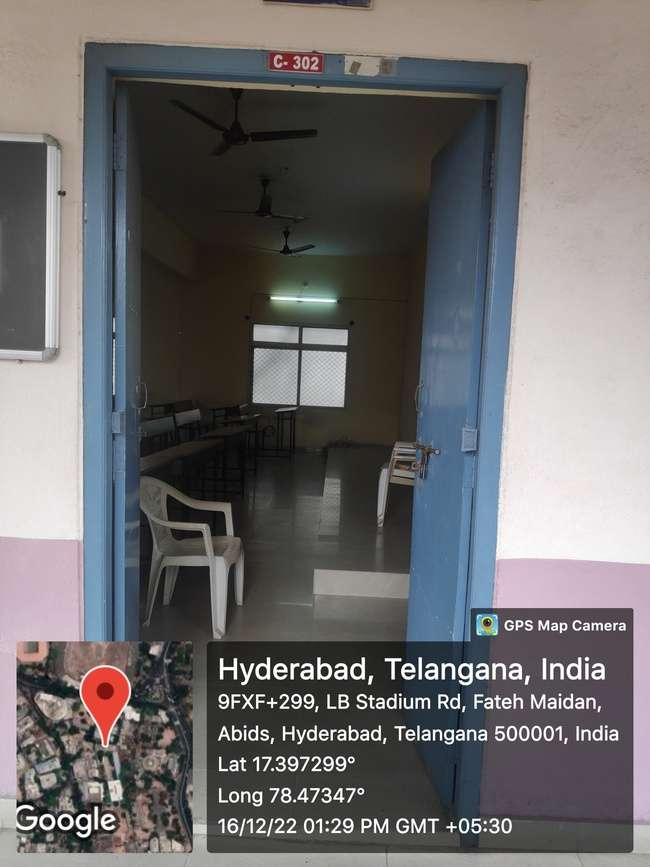 C- 302
GPS Map Camera
Hyderabad, Telangana, India
9FXF+299, LB Stadium Rd, Fateh Maidan,
Abids, Hyderabad, Telangana 500001, India
Lat 17.397299°
Long 78.47347°
16/12/22 01:29 PM GMT +05:30
Google